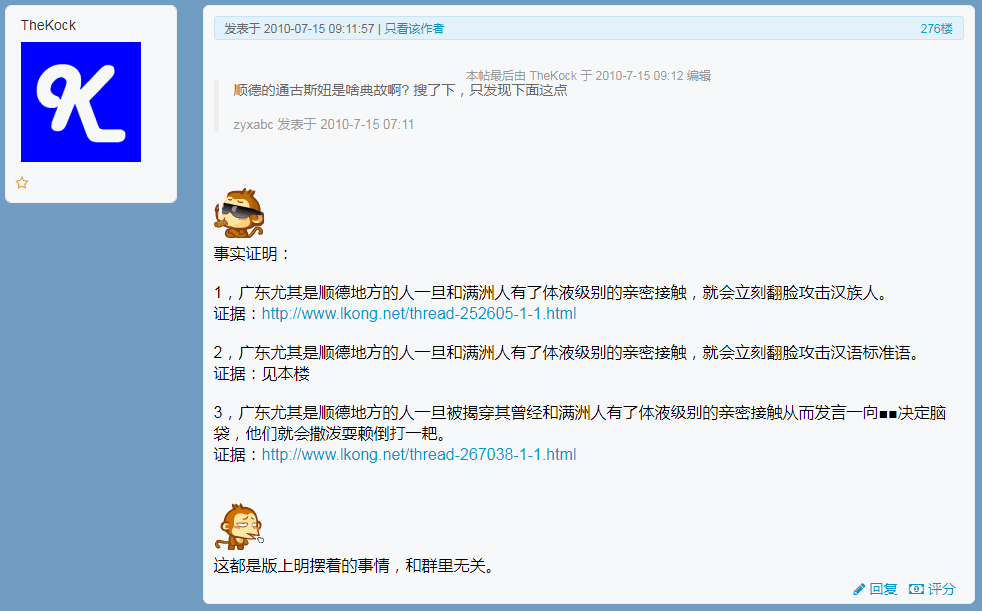 TheKock
发表于 2010-07-15 09:11:57 | 只看该作者
276楼
本帖最后由 TheKock 于 2010-7-15 09:12 编辑
顺德的通古斯妞是啥典故啊? 搜了下，只发现下面这点
zyxabc 发表于 2010-7-15 07:11
事实证明：
1，广东尤其是顺德地方的人一旦和满洲人有了体液级别的亲密接触，就会立刻翻脸攻击汉族人。
证据：http://www.lkong.net/thread-252605-1-1.html
2，广东尤其是顺德地方的人一旦和满洲人有了体液级别的亲密接触，就会立刻翻脸攻击汉语标准语。
证据：见本楼
3，广东尤其是顺德地方的人一旦被揭穿其曾经和满洲人有了体液级别的亲密接触从而发言一向■■决定脑
袋，他们就会撒泼耍赖倒打一耙。
证据：http://www.lkong.net/thread-267038-1-1.html
这都是版上明摆着的事情，和群里无关。
回复 评分